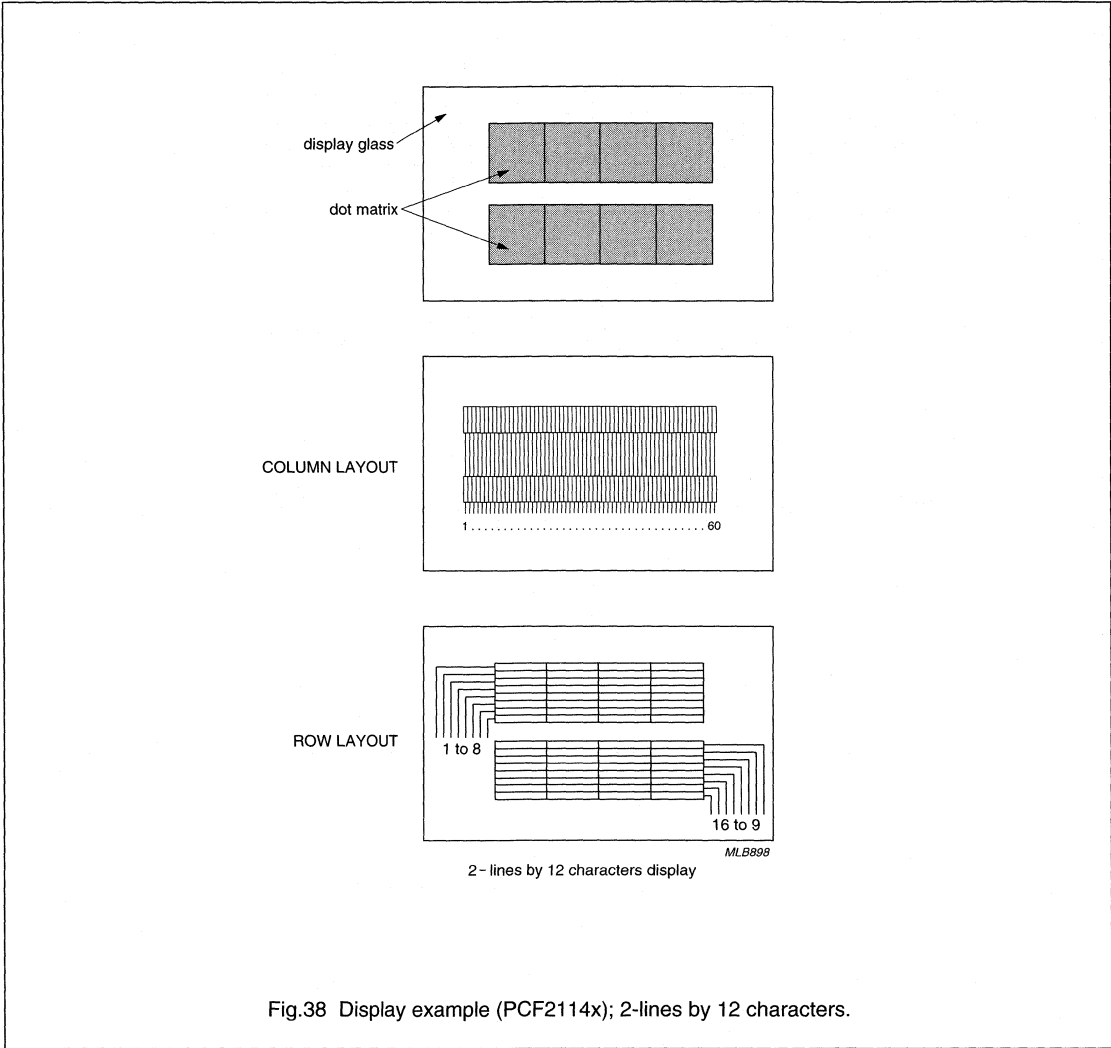 display glass
dot matrix
COLUMN LAYOUT
1 . . . . . . . . . . . . . . . . . . . . . . . . . . . . . . . . . . . . 60
ROW LAYOUT
1 to 8
16 to 9
MLB898
2 - lines by 12 characters display
Fig.38 Display example (PCF2114x); 2-lines by 12 characters.